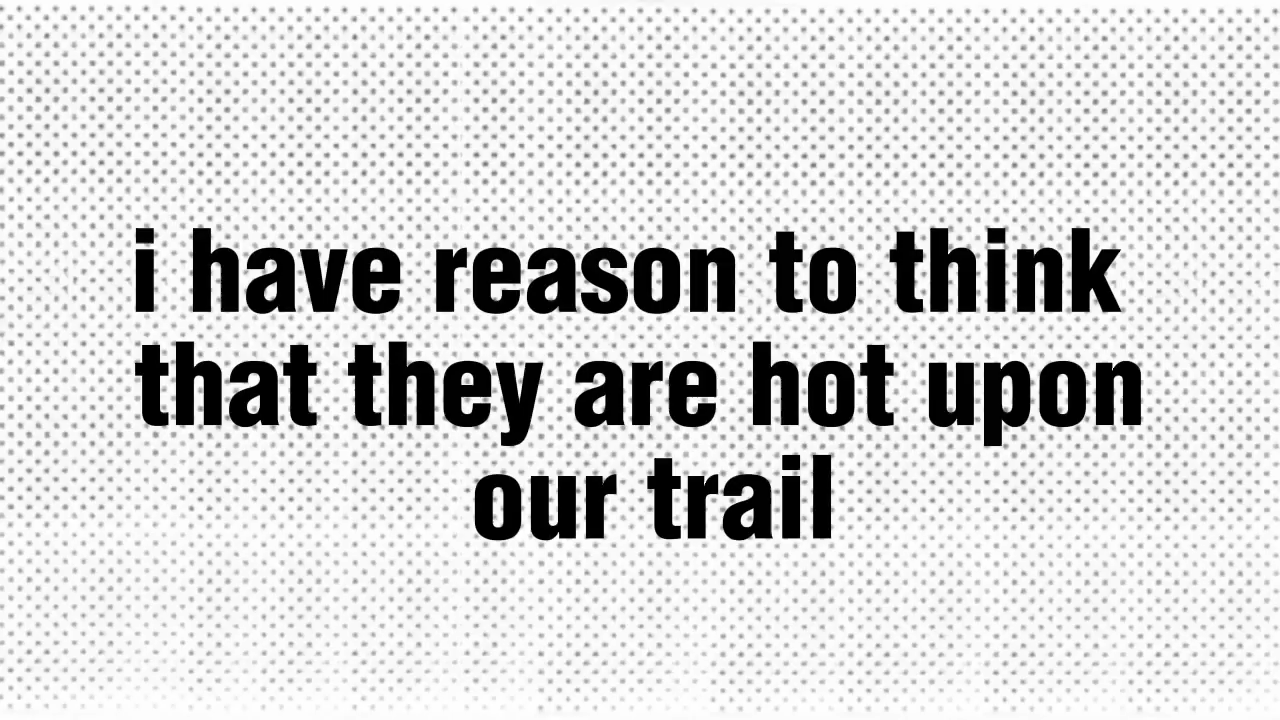 i have reason to think
that they are hot upon
our trail